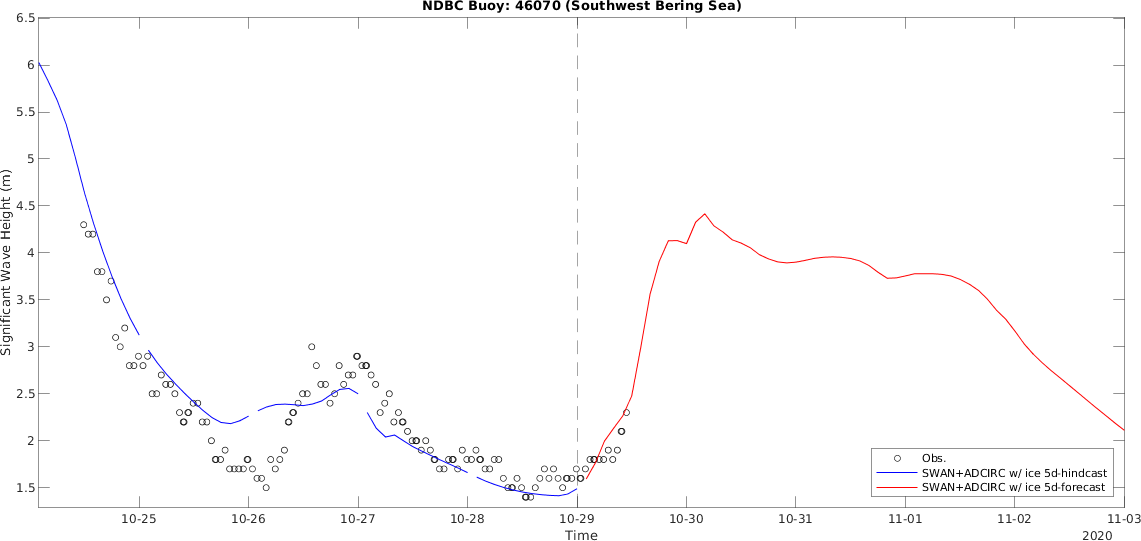 NDBC Buoy: 46070 (Southwest Bering Sea)
Significant Wave Height (m)
6.5
6
5.5
5
4.5
4
3.5
3
2.5
2
1.5
Obs.
SWAN+ADCIRC w/ ice 5d-hindcast
SWAN+ADCIRC w/ ice 5d-forecast
10-25 10-26 10-27 10-28 10-29 10-30 10-31 11-01 11-02 11-03
Time
2020